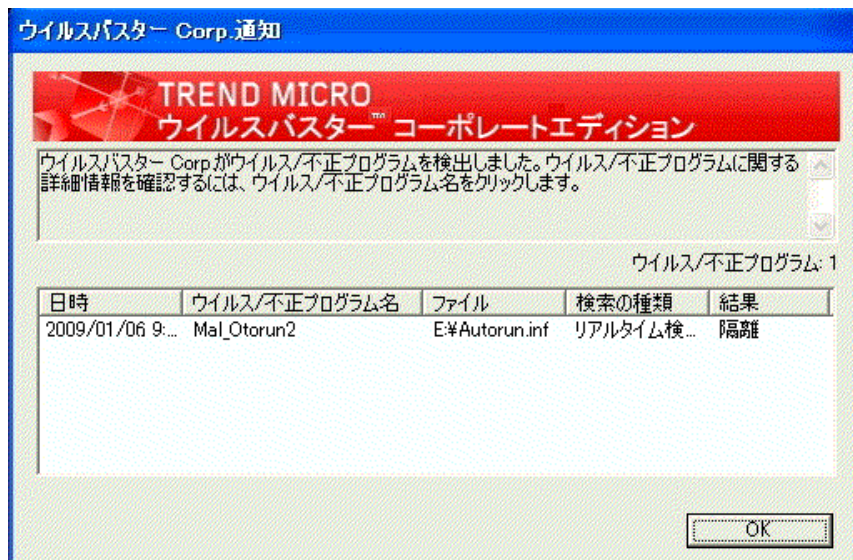 ウイルスバスター Corp.通知
TREND MICRO
ウイルスバスター™ コーポレートエディション
ウイルスバスター Corp.がウイルス/不正プログラムを検出しました。ウイルス/不正プログラムに関する
詳細情報を確認するには、ウイルス/不正プログラム名をクリックします。
ウイルス/不正プログラム: 1
日時 ウイルス/不正プログラム名 ファイル 検索の種類 結果
2009/01/06 9:... Mal_Otorun2 E:¥Autorun.inf リアルタイム検... 隔離
OK